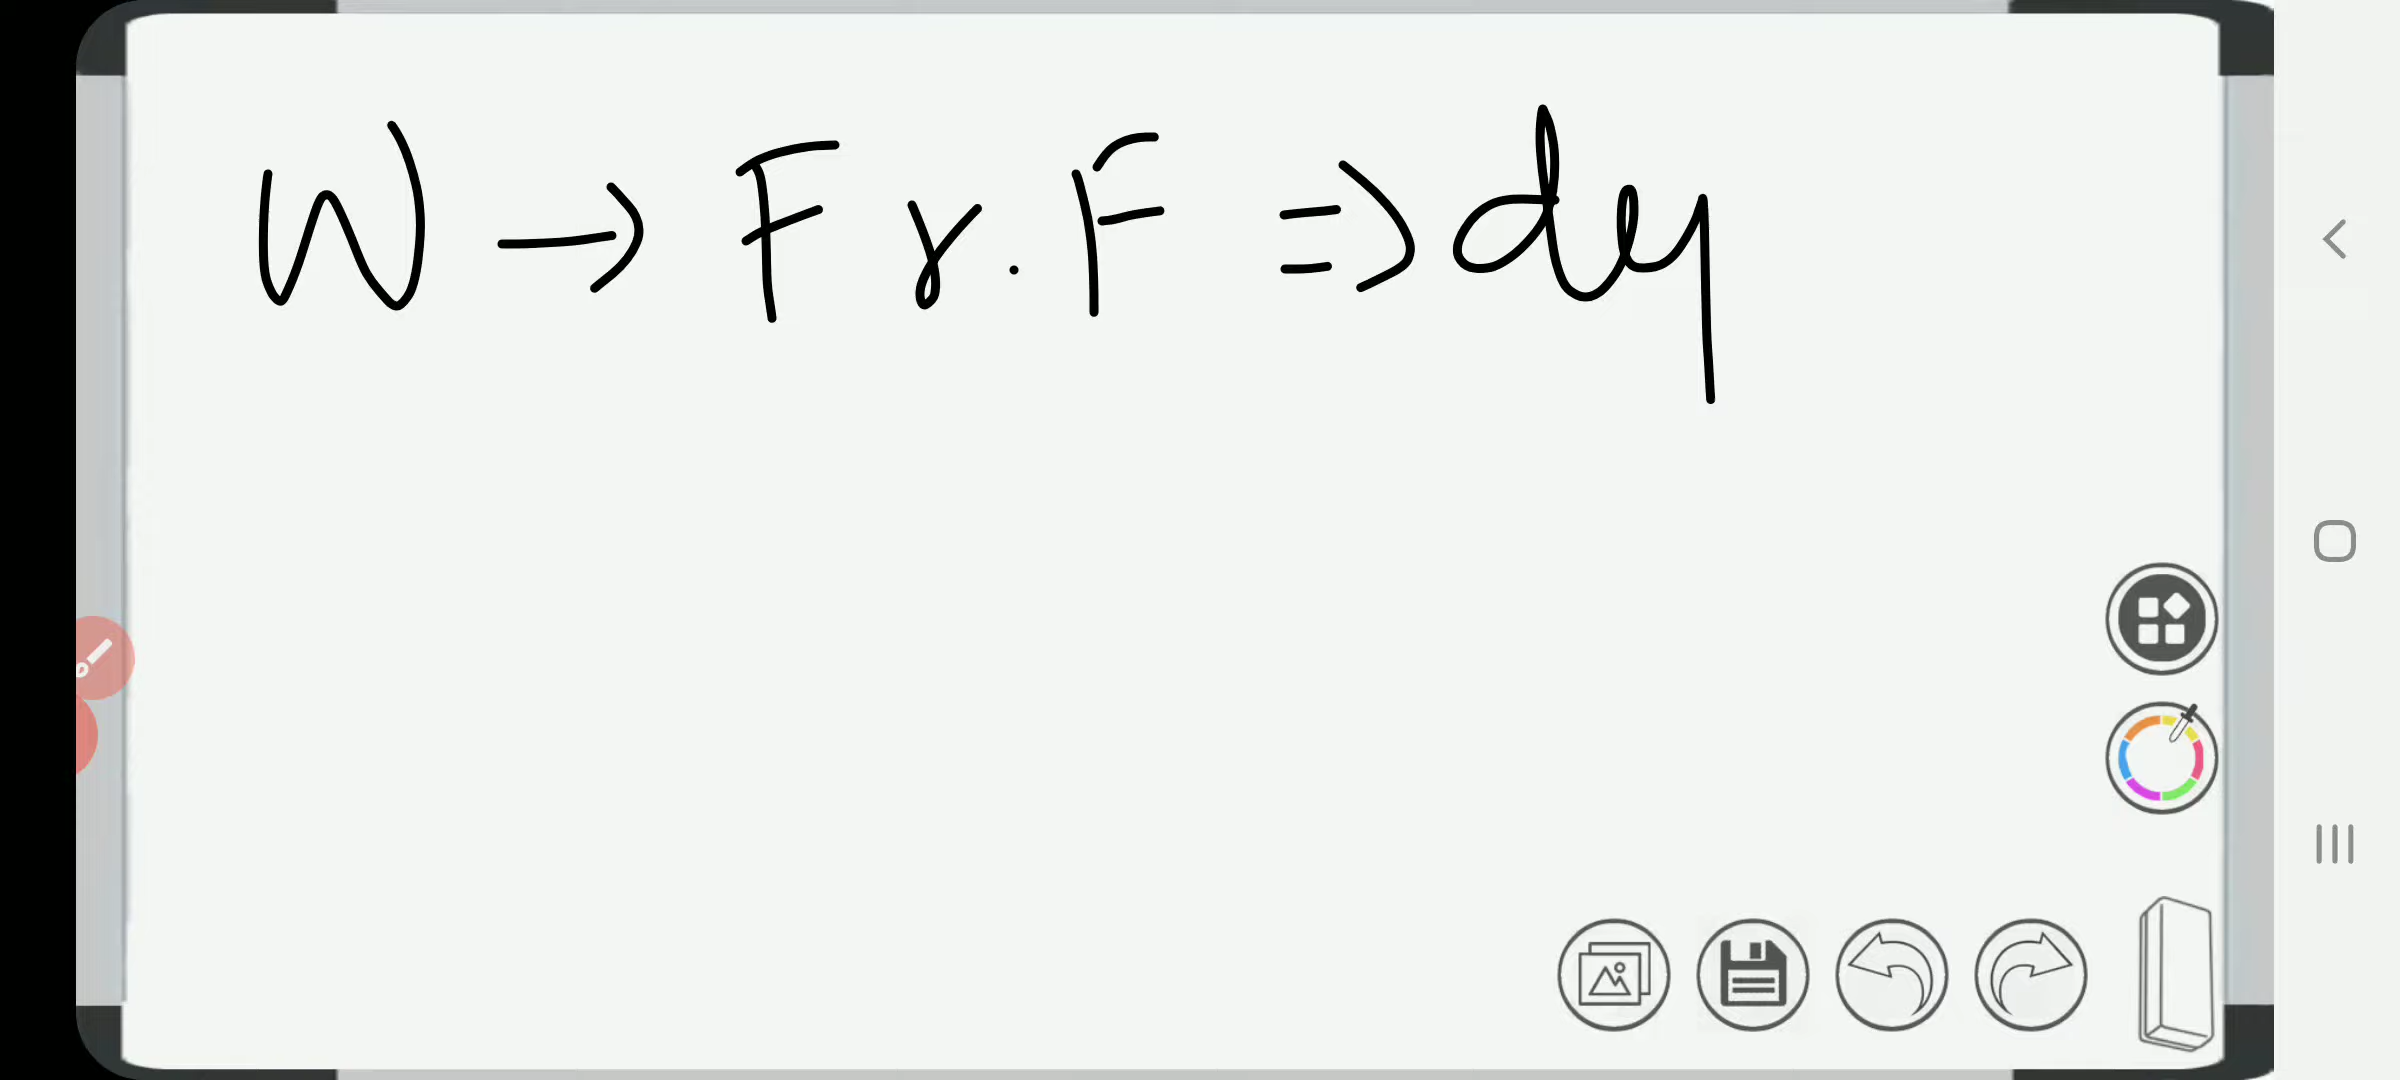 W → F γ. F ⇒ dy